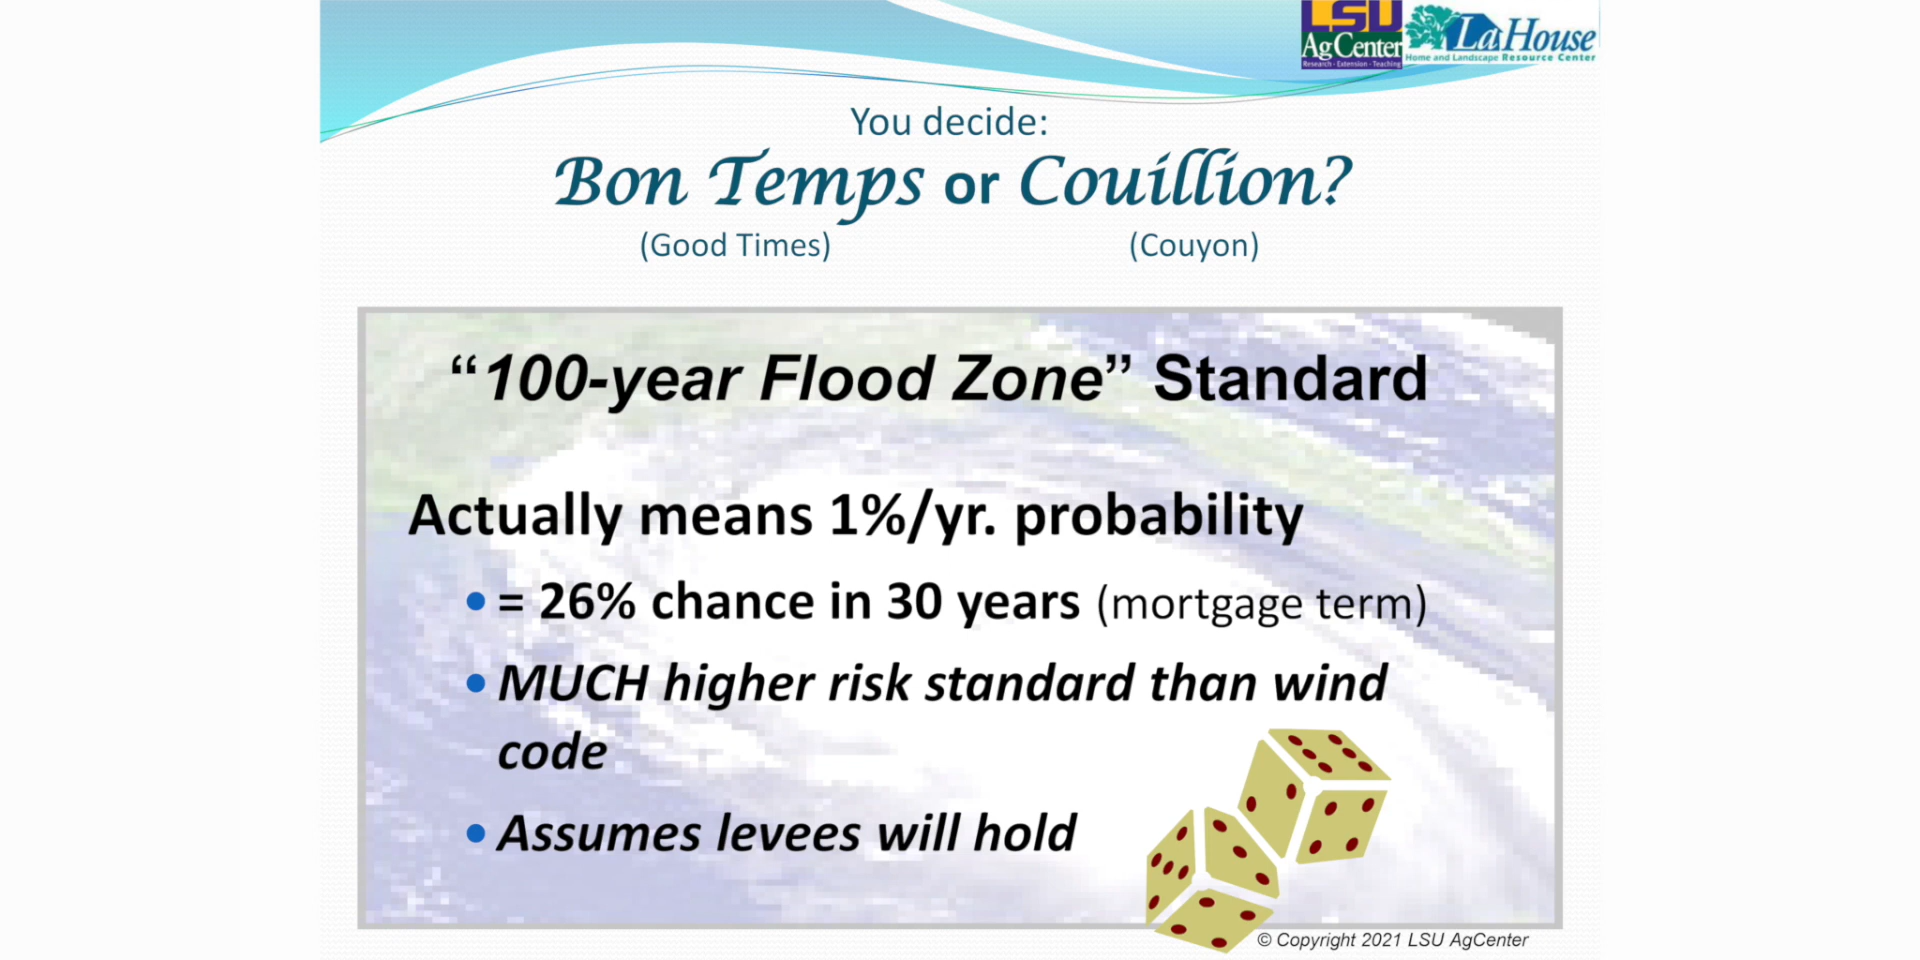 LSU
AgCenter
Research - Extension - Teaching
LaHouse
Home and Landscape Resource Center
You decide:
Bon Temps or Couillion?
(Good Times) (Couyon)
“100-year Flood Zone” Standard
Actually means 1%/yr. probability
• = 26% chance in 30 years (mortgage term)
• MUCH higher risk standard than wind
code
• Assumes levees will hold
© Copyright 2021 LSU AgCenter